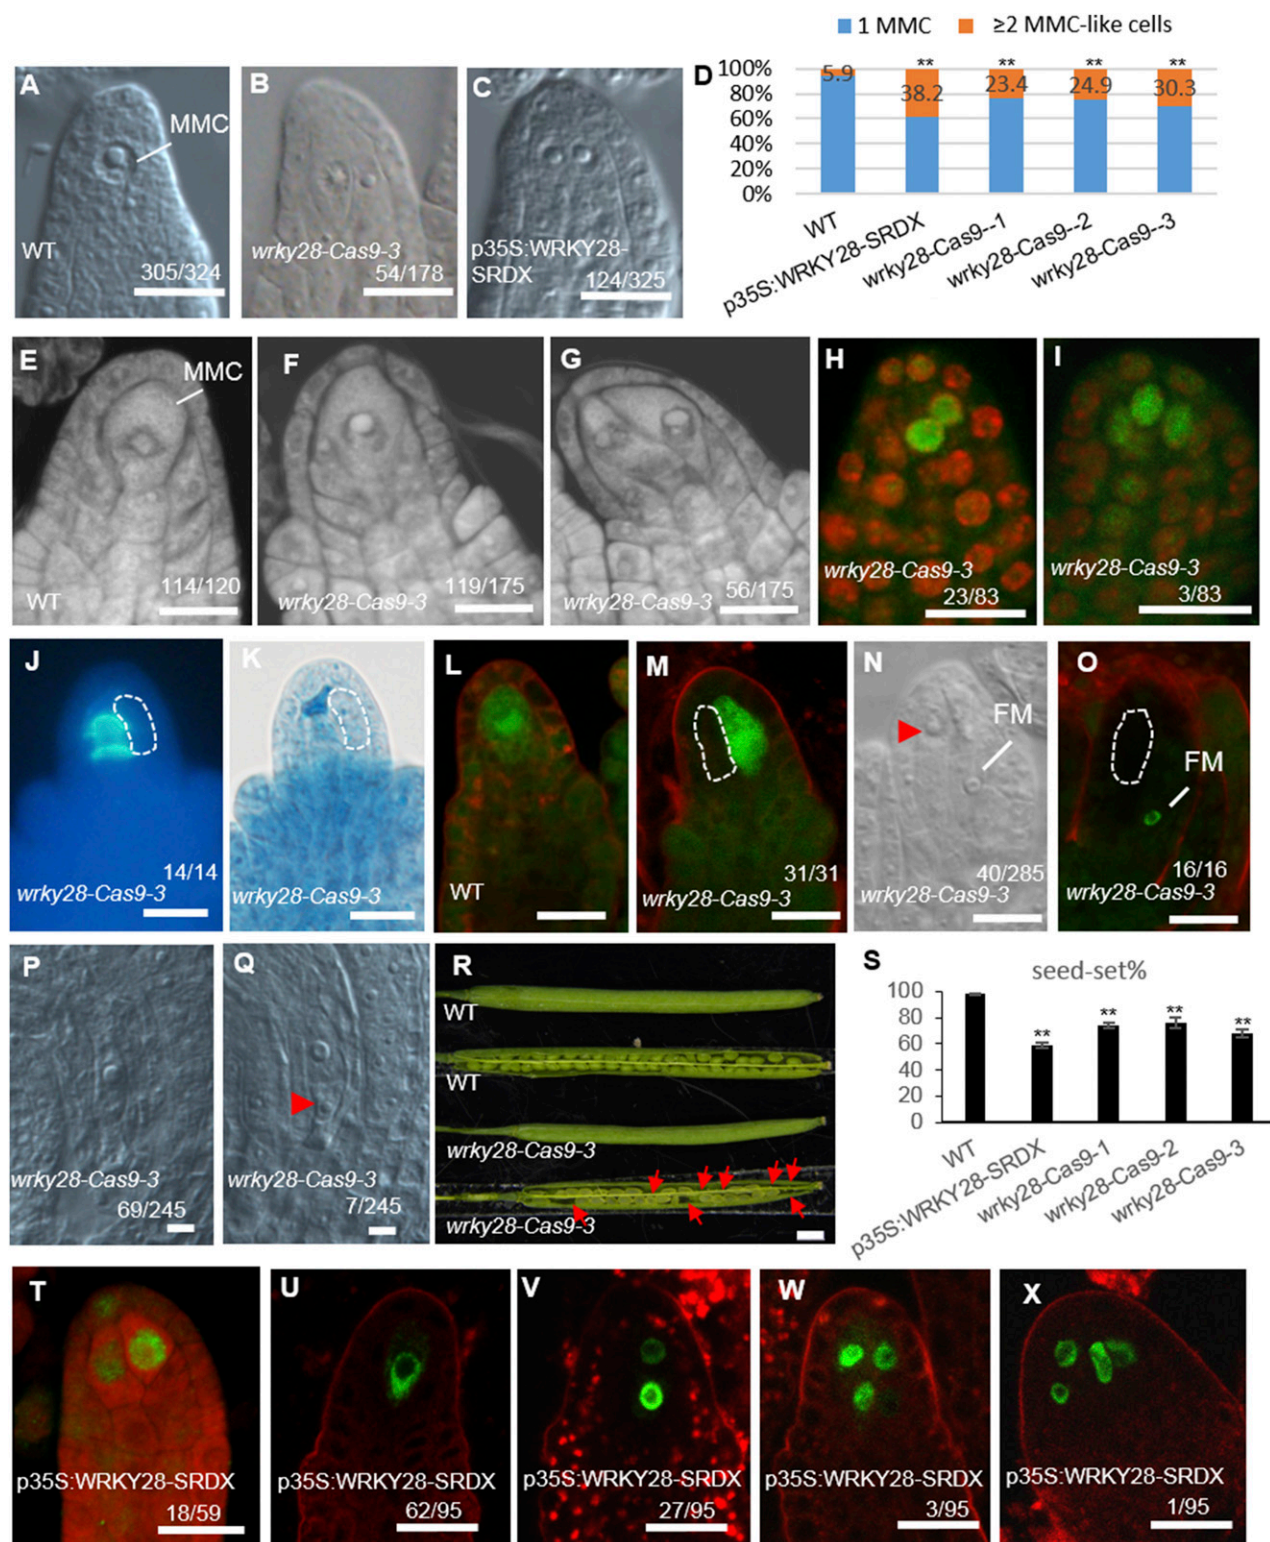 1 MMC ≥2 MMC-like cells
A
MMC
WT
305/324
B
wrky28-Cas9-3
54/178
C
p35S:WRKY28-
SRDX
124/325
D
** ** ** **
100%
80%
60%
40%
20%
0%
5.9
38.2
23.4
24.9
30.3
WT
p35S:WRKY28-SRDX
wrky28-Cas9--1
wrky28-Cas9--2
wrky28-Cas9--3
E
MMC
WT
114/120
F
wrky28-Cas9-3
119/175
G
wrky28-Cas9-3
56/175
H
wrky28-Cas9-3
23/83
I
wrky28-Cas9-3
3/83
J
14/14
wrky28-Cas9-3
K
wrky28-Cas9-3
L
WT
M
31/31
wrky28-Cas9-3
N
FM
40/285
wrky28-Cas9-3
O
FM
16/16
wrky28-Cas9-3
P
wrky28-Cas9-3
69/245
Q
wrky28-Cas9-3
7/245
R
WT
WT
wrky28-Cas9-3
wrky28-Cas9-3
S
seed-set%
100
80
60
40
20
0
** ** ** **
WT
p35S:WRKY28-SRDX
wrky28-Cas9-1
wrky28-Cas9-2
wrky28-Cas9-3
T
p35S:WRKY28-SRDX
18/59
U
p35S:WRKY28-SRDX
62/95
V
p35S:WRKY28-SRDX
27/95
W
p35S:WRKY28-SRDX
3/95
X
p35S:WRKY28-SRDX
1/95